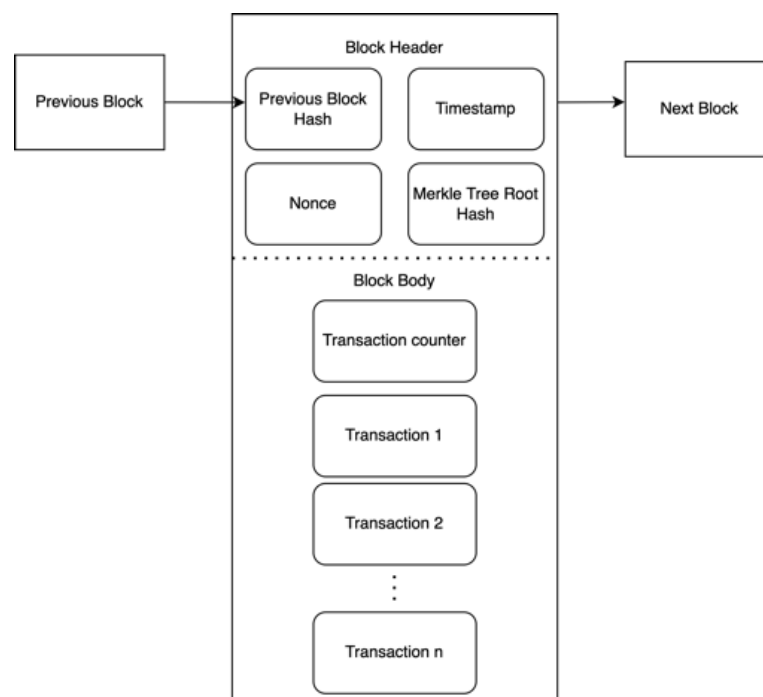 Block Header
Previous Block
Previous Block
Hash
Timestamp
Next Block
Nonce
Merkle Tree Root
Hash
Block Body
Transaction counter
Transaction 1
Transaction 2
Transaction n